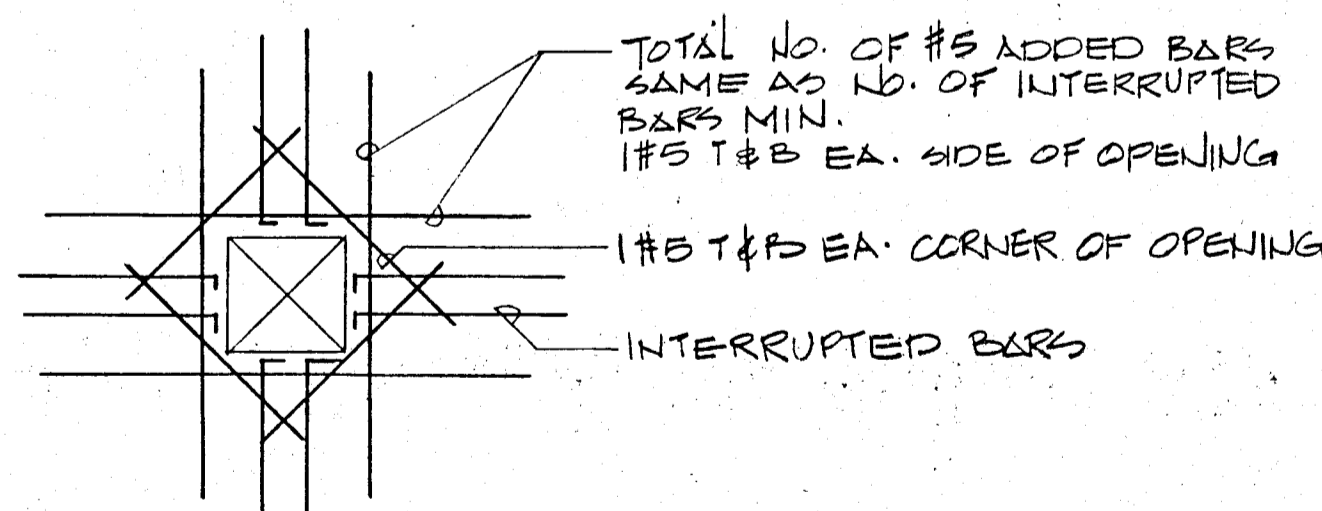 TOTAL NO. OF #5 ADDED BARS
SAME AS NO. OF INTERRUPTED
BARS MIN.
1#5 T&B EA. SIDE OF OPENING
1#5 T&B EA. CORNER OF OPENING
INTERRUPTED BARS